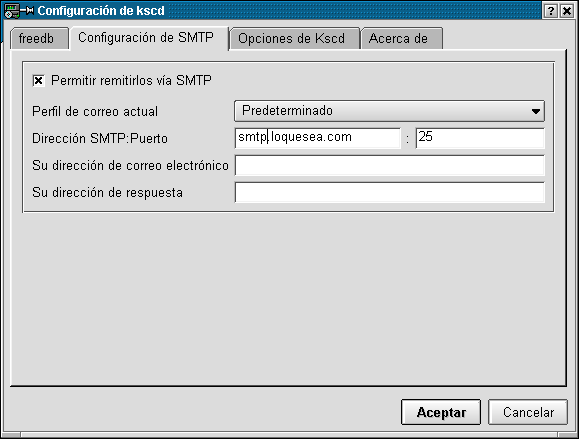 Configuración de kscd
freedb Configuración de SMTP Opciones de Kscd Acerca de
Permitir remitirlos vía SMTP
Perfil de correo actual Predeterminado
Dirección SMTP:Puerto smtp.loquesea.com : 25
Su dirección de correo electrónico
Su dirección de respuesta
Aceptar Cancelar